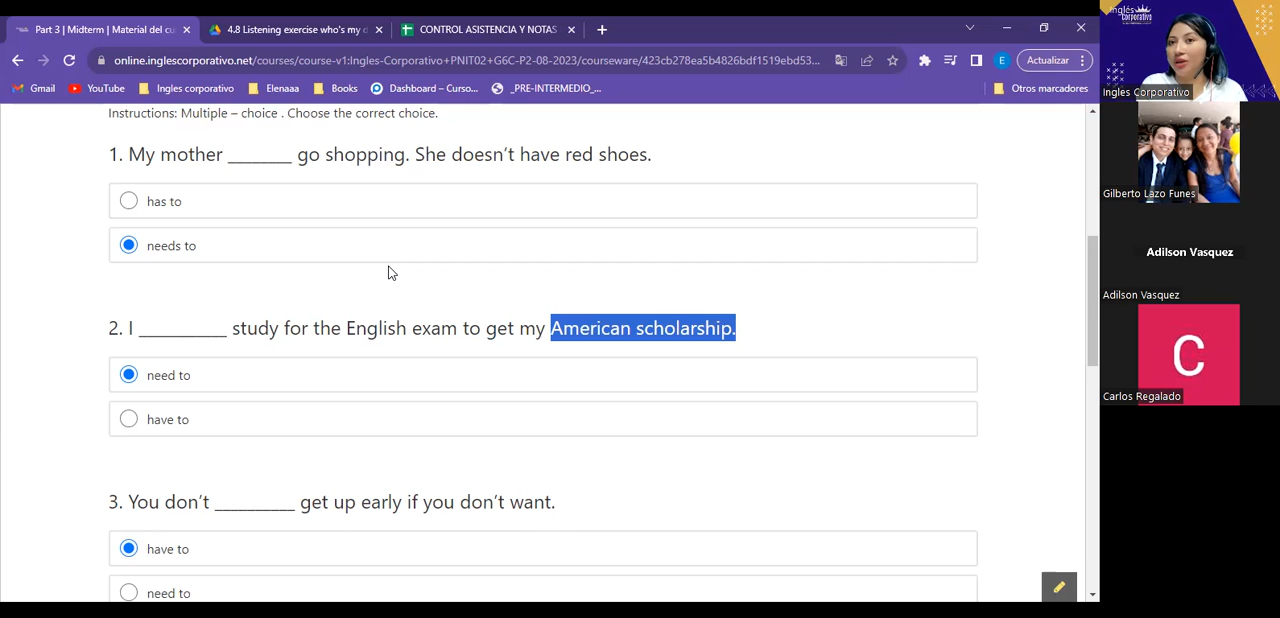 Part 3 | Midterm | Material del cu
4.8 Listening exercise who's my d
CONTROL ASISTENCIA Y NOTAS
online.inglescorporativo.net/courses/course-v1:Ingles-Corporativo+PNIT02+G6C-P2-08-2023/courseware/423cb278ea5b4826bdf1519ebd53...
E
Actualizar
Gmail
YouTube
Ingles corporativo
Elenaaa
Books
Dashboard – Curso...
_PRE-INTERMEDIO_...
Otros marcadores
Instructions: Multiple – choice . Choose the correct choice.
1. My mother _______ go shopping. She doesn't have red shoes.
has to
needs to
2. I _________ study for the English exam to get my American scholarship.
need to
have to
3. You don't ________ get up early if you don't want.
have to
need to
Inglés
Corporativo
Ingles Corporativo
Gilberto Lazo Funes
Adilson Vasquez
Adilson Vasquez
C
Carlos Regalado